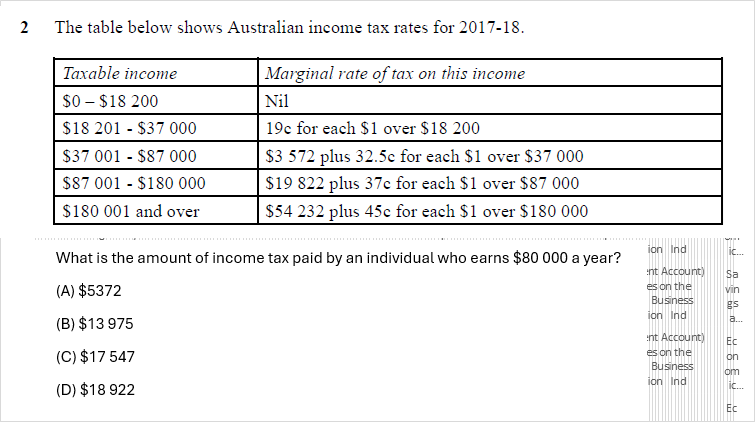 2 The table below shows Australian income tax rates for 2017-18.
Taxable income Marginal rate of tax on this income
$0 – $18 200 Nil
$18 201 - $37 000 19c for each $1 over $18 200
$37 001 - $87 000 $3 572 plus 32.5c for each $1 over $37 000
$87 001 - $180 000 $19 822 plus 37c for each $1 over $87 000
$180 001 and over $54 232 plus 45c for each $1 over $180 000
What is the amount of income tax paid by an individual who earns $80 000 a year?
(A) $5372
(B) $13 975
(C) $17 547
(D) $18 922
ion Ind
ent Account)
es on the
Business
ion Ind
ent Account)
es on the
Business
ion Ind
ic...
Sa
vin
gs
a...
Ec
on
om
ic...
Ec